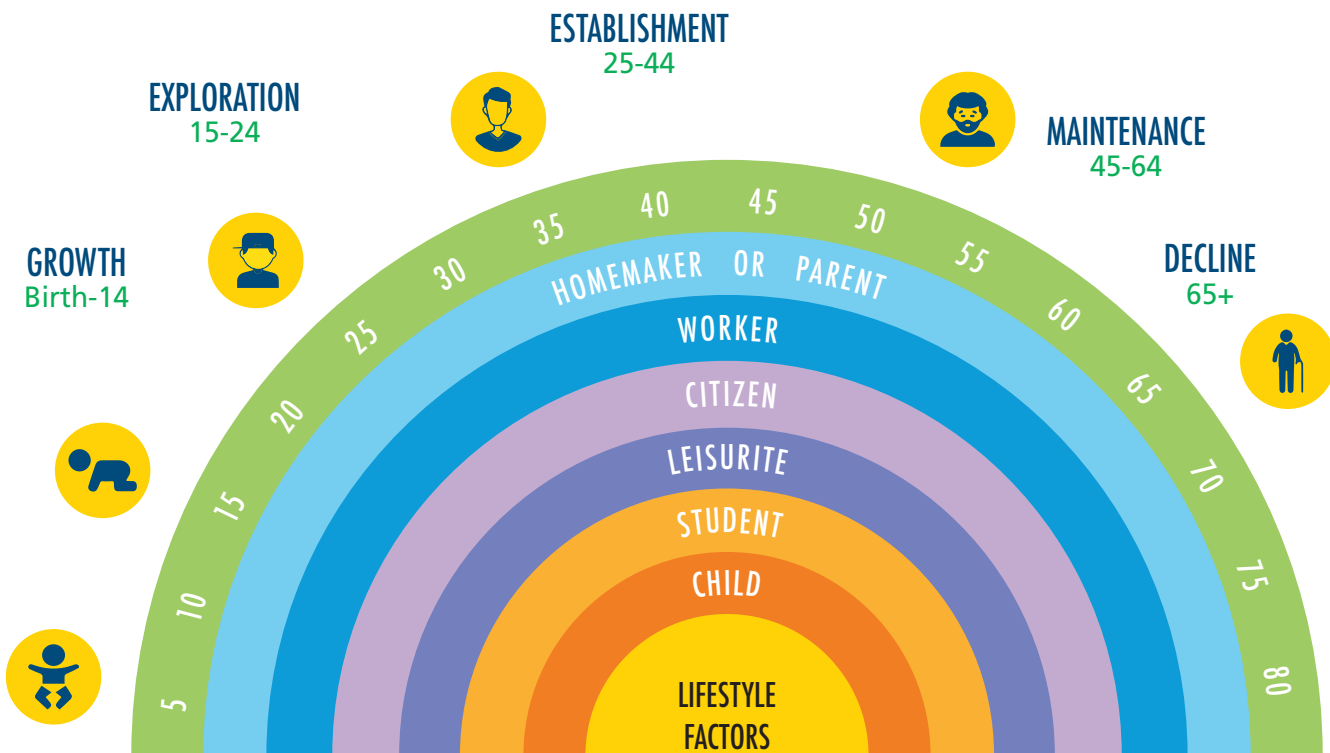 ESTABLISHMENT
25-44
EXPLORATION
15-24
MAINTENANCE
45-64
GROWTH
Birth-14
DECLINE
65+
5 10 15 20 25 30 35 40 45 50 55 60 65 70 75 80
HOMEMAKER OR PARENT
WORKER
CITIZEN
LEISURITE
STUDENT
CHILD
LIFESTYLE
FACTORS